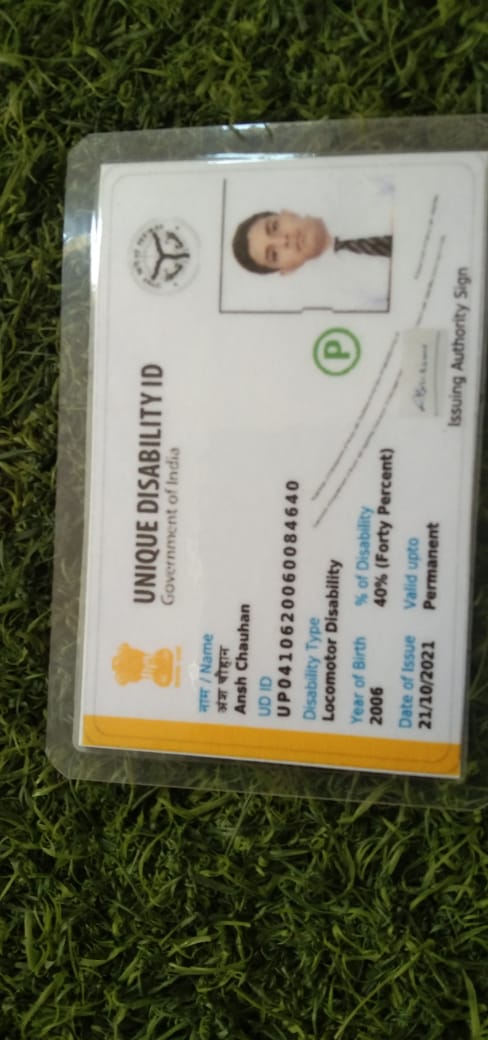 UNIQUE DISABILITY ID
Government of India
नाम / Name
अंश चौहान
Ansh Chauhan
UD ID
UP0410620060084640
Disability Type
Locomotor Disability
Year of Birth % of Disability
2006 40% (Forty Percent)
Date of Issue Valid upto
21/10/2021 Permanent
P
Issuing Authority Sign